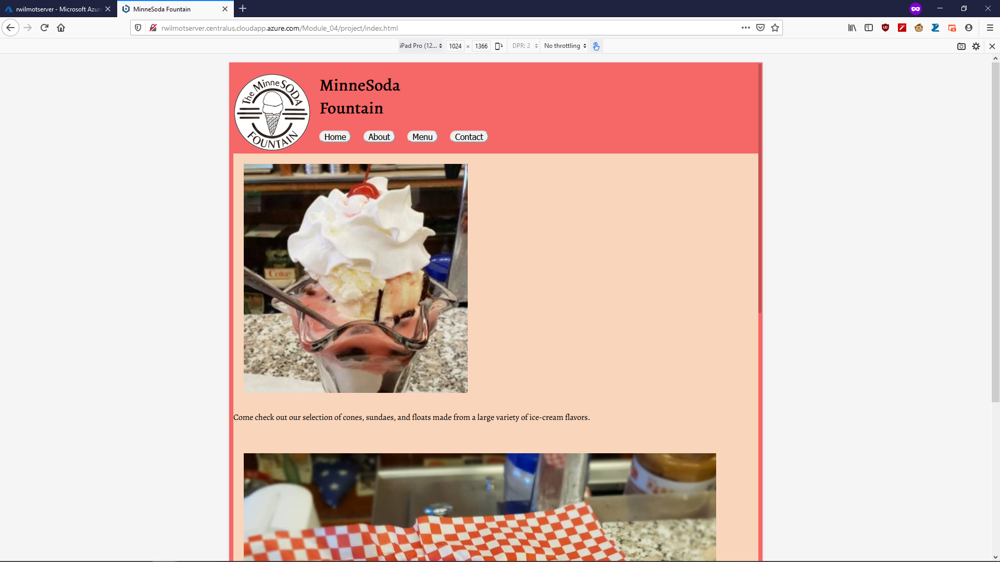 rwilmotserver - Microsoft Azur
MinneSoda Fountain
rwilmotserver.centralus.cloudapp.azure.com/Module_04/project/index.html
iPad Pro (12... 1024 × 1366 DPR: 2 No throttling
The MinneSODA
FOUNTAIN
MinneSoda
Fountain
Home About Menu Contact
Coke
Come check out our selection of cones, sundaes, and floats made from a large variety of ice-cream flavors.